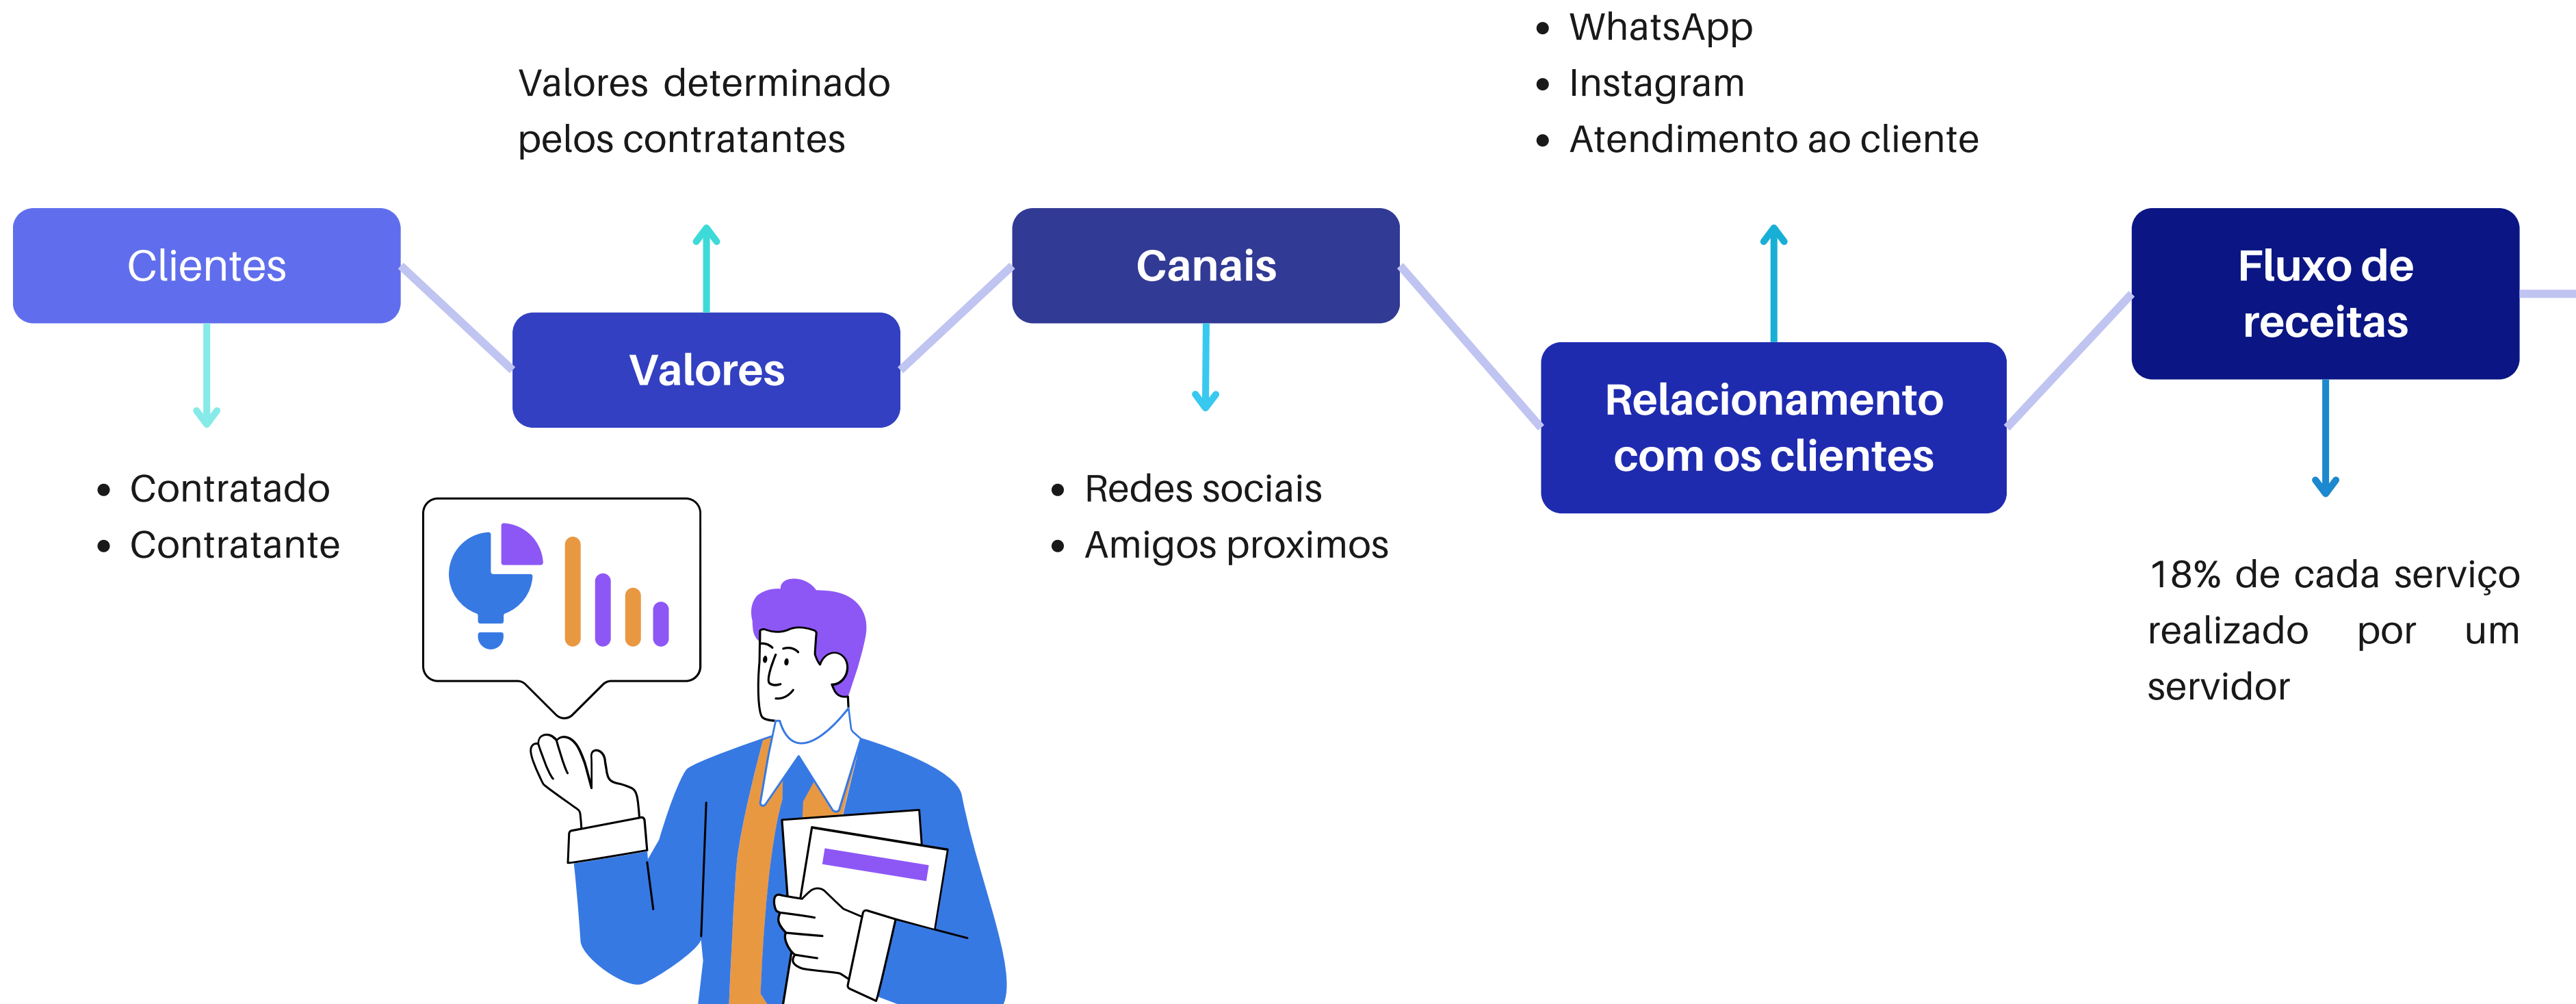 Clientes
• Contratado
• Contratante
Valores determinado
pelos contratantes
Valores
Canais
• Redes sociais
• Amigos proximos
• WhatsApp
• Instagram
• Atendimento ao cliente
Relacionamento
com os clientes
Fluxo de
receitas
18% de cada serviço
realizado por um
servidor